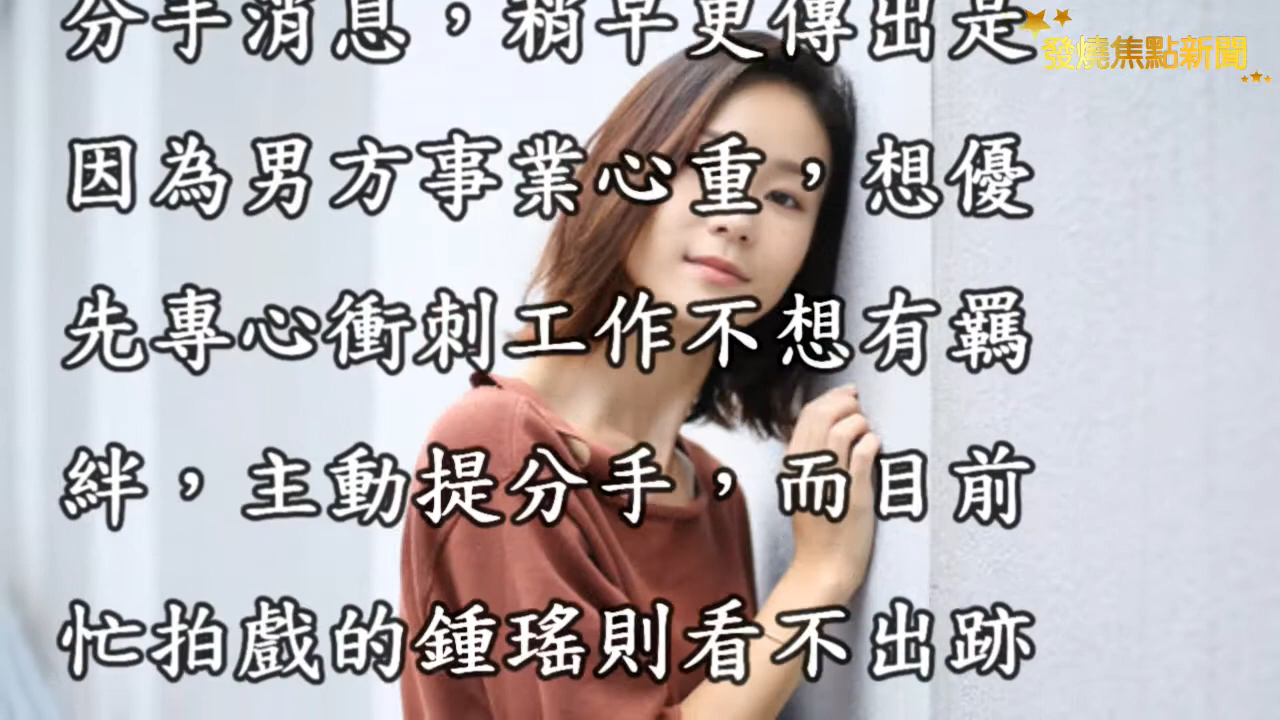 分手消息，稍早更傳出是
發燒焦點新聞
因為男方事業心重，想優
先專心衝刺工作不想有羈
絆，主動提分手，而目前
忙拍戲的鍾瑤則看不出跡